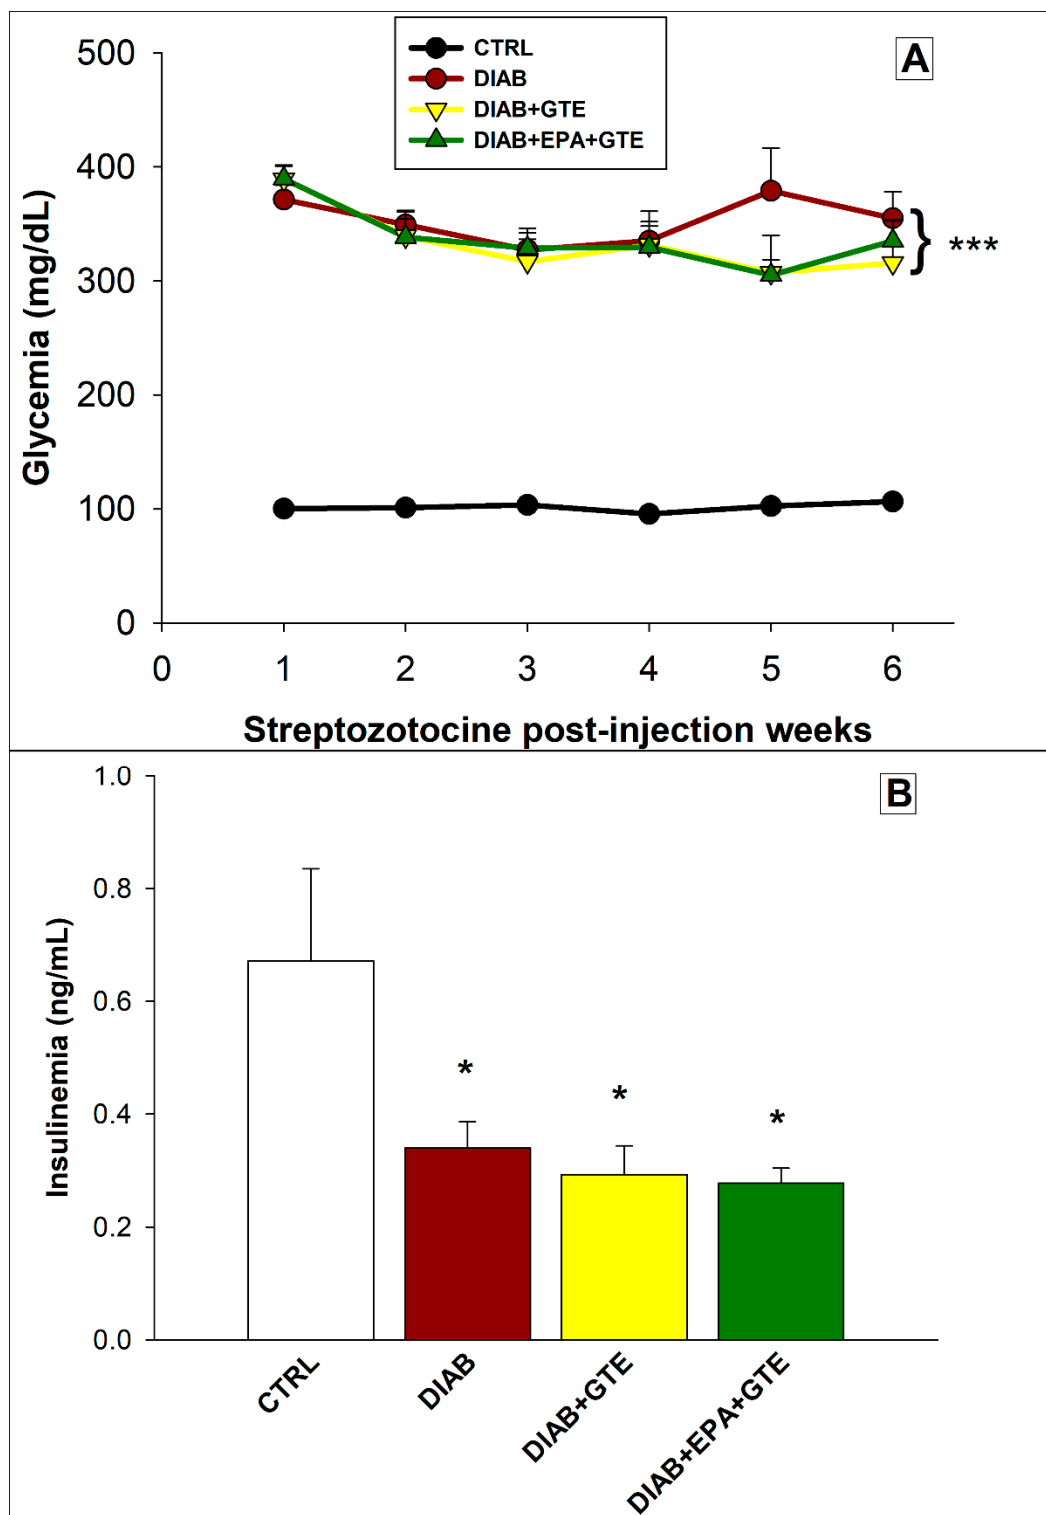 CTRL
DIAB
DIAB+GTE
DIAB+EPA+GTE
A
500
400
300
200
100
0
Glycemia (mg/dL)
***
0 1 2 3 4 5 6
Streptozotocine post-injection weeks
B
1.0
0.8
0.6
0.4
0.2
0.0
Insulinemia (ng/mL)
* * *
CTRL
DIAB
DIAB+GTE
DIAB+EPA+GTE